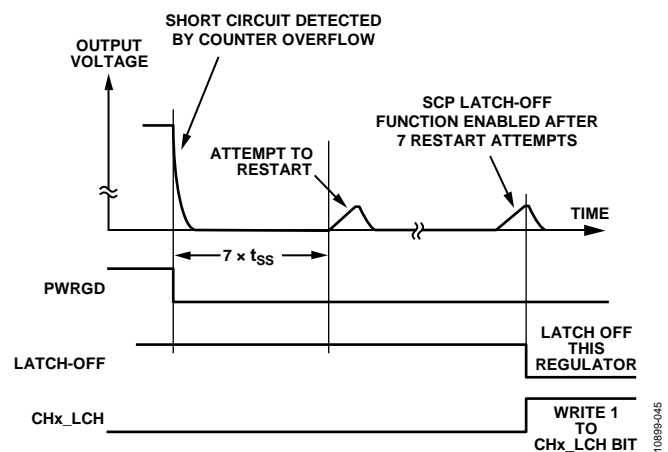 SHORT CIRCUIT DETECTED
BY COUNTER OVERFLOW
OUTPUT
VOLTAGE
SCP LATCH-OFF
FUNCTION ENABLED AFTER
7 RESTART ATTEMPTS
ATTEMPT TO
RESTART
TIME
7 × tSS
PWRGD
LATCH-OFF
LATCH OFF
THIS
REGULATOR
CHx_LCH
WRITE 1
TO
CHx_LCH BIT
10899-045